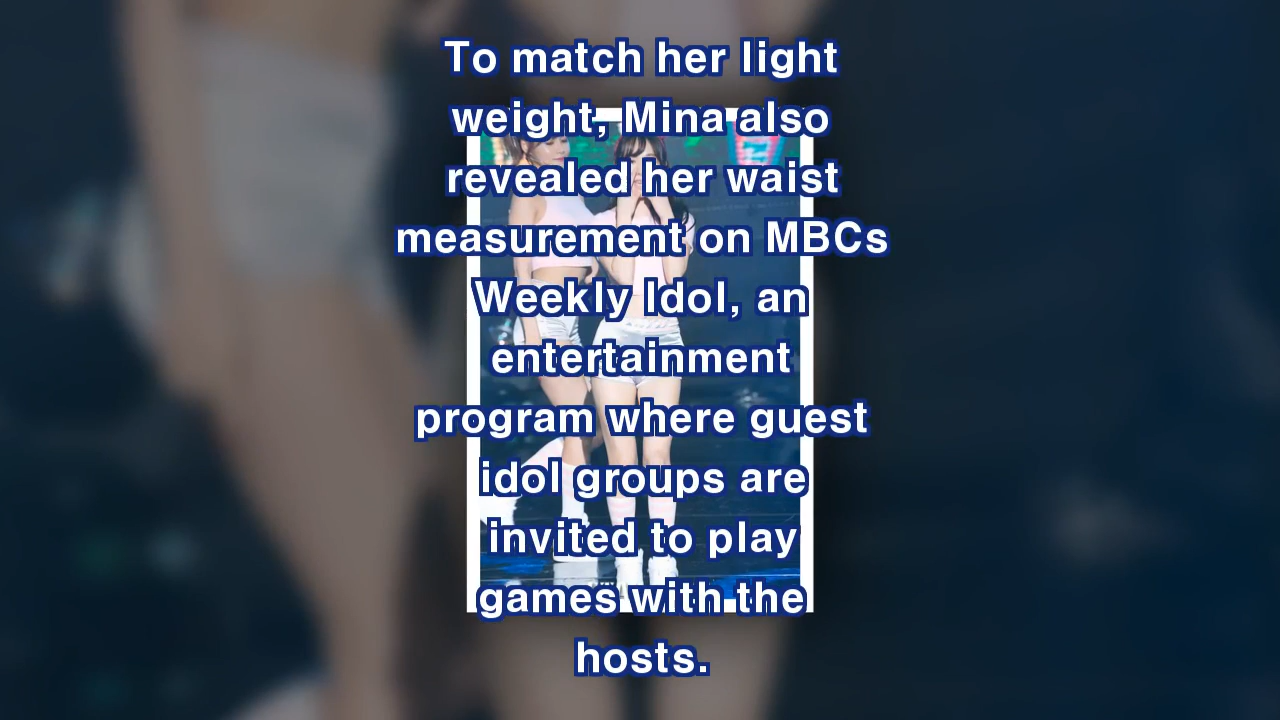 To match her light
weight, Mina also
revealed her waist
measurement on MBCs
Weekly Idol, an
entertainment
program where guest
idol groups are
invited to play
games with the
hosts.